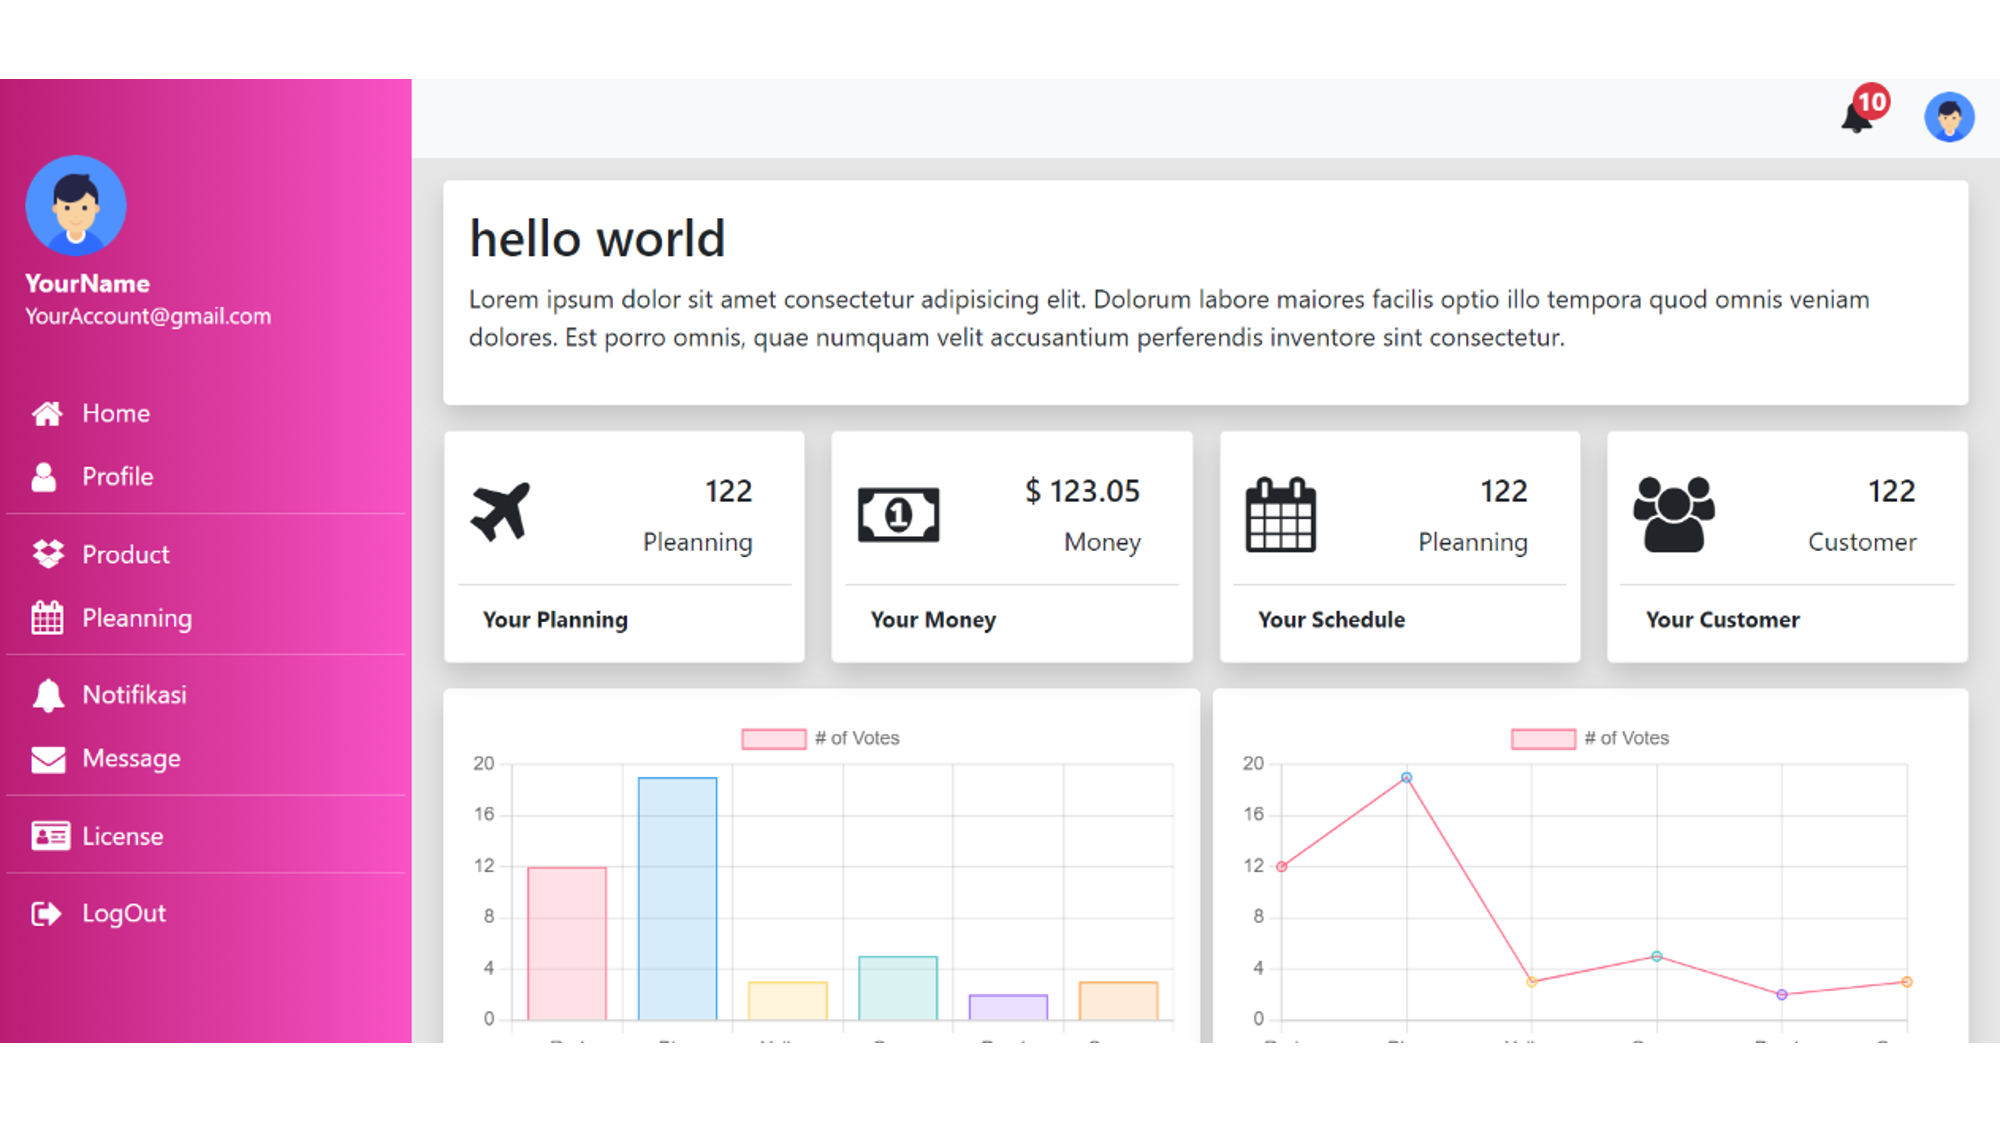 10
YourName
YourAccount@gmail.com
Home
Profile
Product
Pleanning
Notifikasi
Message
License
LogOut
hello world
Lorem ipsum dolor sit amet consectetur adipisicing elit. Dolorum labore maiores facilis optio illo tempora quod omnis veniam
dolores. Est porro omnis, quae numquam velit accusantium perferendis inventore sint consectetur.
122
Pleanning
Your Planning
1
$ 123.05
Money
Your Money
122
Pleanning
Your Schedule
122
Customer
Your Customer
# of Votes
20
16
12
8
4
0
# of Votes
20
16
12
8
4
0